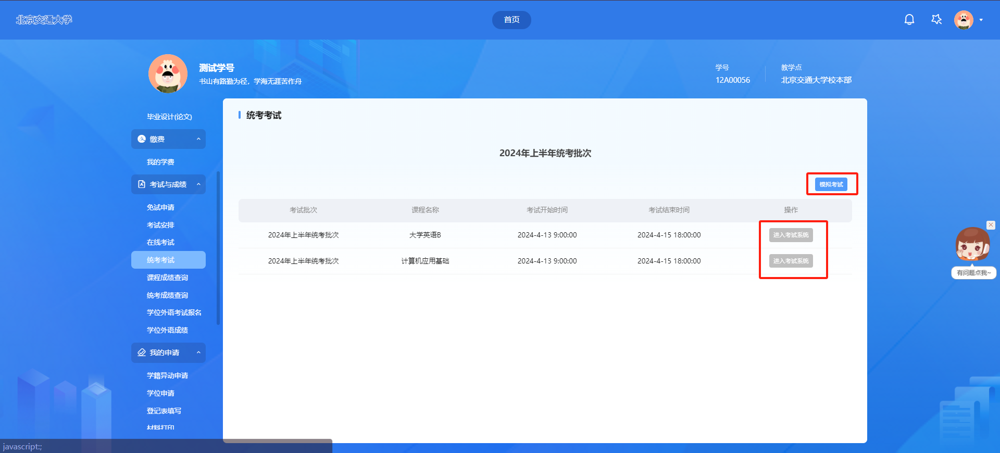 北京交通大学
首页
测试学号
书山有路勤为径，学海无涯苦作舟
学号
12A00056
教学点
北京交通大学校本部
毕业设计(论文)
缴费
我的学费
考试与成绩
免试申请
考试安排
在线考试
统考考试
课程成绩查询
统考成绩查询
学位外语考试报名
学位外语成绩
我的申请
学籍异动申请
学位申请
登记表填写
材料打印
统考考试
2024年上半年统考批次
模拟考试
考试批次 课程名称 考试开始时间 考试结束时间 操作
2024年上半年统考批次 大学英语B 2024-4-13 9:00:00 2024-4-15 18:00:00 进入考试系统
2024年上半年统考批次 计算机应用基础 2024-4-13 9:00:00 2024-4-15 18:00:00 进入考试系统
有问题点我~
javascript:;